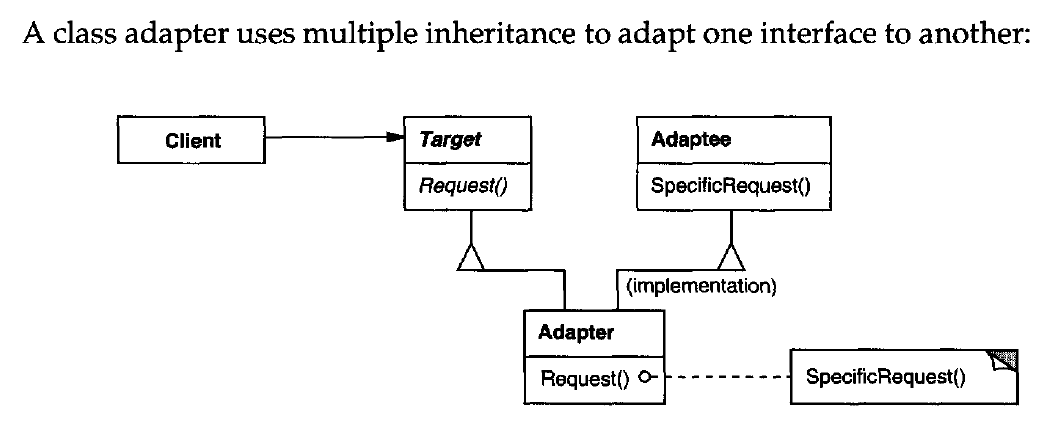 A class adapter uses multiple inheritance to adapt one interface to another:
Client
Target
Request()
Adaptee
SpecificRequest()
(implementation)
Adapter
Request()
SpecificRequest()